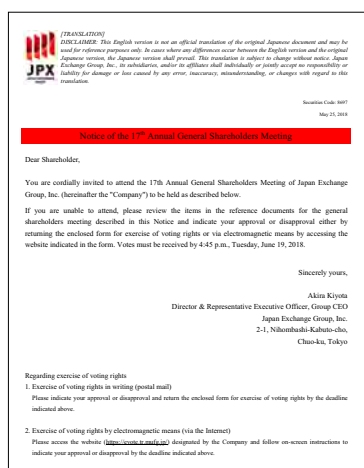 [TRANSLATION]
DISCLAIMER: This English version is not an official translation of the original Japanese document and may be
used for reference purposes only. In cases where any differences occur between the English version and the original
Japanese version, the Japanese version shall prevail. This translation is subject to change without notice. Japan
Exchange Group, Inc., its subsidiaries, and/or its affiliates shall individually or jointly accept no responsibility or
liability for damage or loss caused by any error, inaccuracy, misunderstanding, or changes with regard to this
translation.
JPX
Securities Code: 8697
May 25, 2018
Notice of the 17th Annual General Shareholders Meeting
Dear Shareholder,
You are cordially invited to attend the 17th Annual General Shareholders Meeting of Japan Exchange
Group, Inc. (hereinafter the "Company") to be held as described below.
If you are unable to attend, please review the items in the reference documents for the general
shareholders meeting described in this Notice and indicate your approval or disapproval either by
returning the enclosed form for exercise of voting rights or via electromagnetic means by accessing the
website indicated in the form. Votes must be received by 4:45 p.m., Tuesday, June 19, 2018.
Sincerely yours,
Akira Kiyota
Director & Representative Executive Officer, Group CEO
Japan Exchange Group, Inc.
2-1, Nihombashi-Kabuto-cho,
Chuo-ku, Tokyo
Regarding exercise of voting rights
1. Exercise of voting rights in writing (postal mail)
Please indicate your approval or disapproval and return the enclosed form for exercise of voting rights by the deadline
indicated above.
2. Exercise of voting rights by electromagnetic means (via the Internet)
Please access the website (https://evote.tr.mufg.jp/) designated by the Company and follow on-screen instructions to
indicate your approval or disapproval by the deadline indicated above.